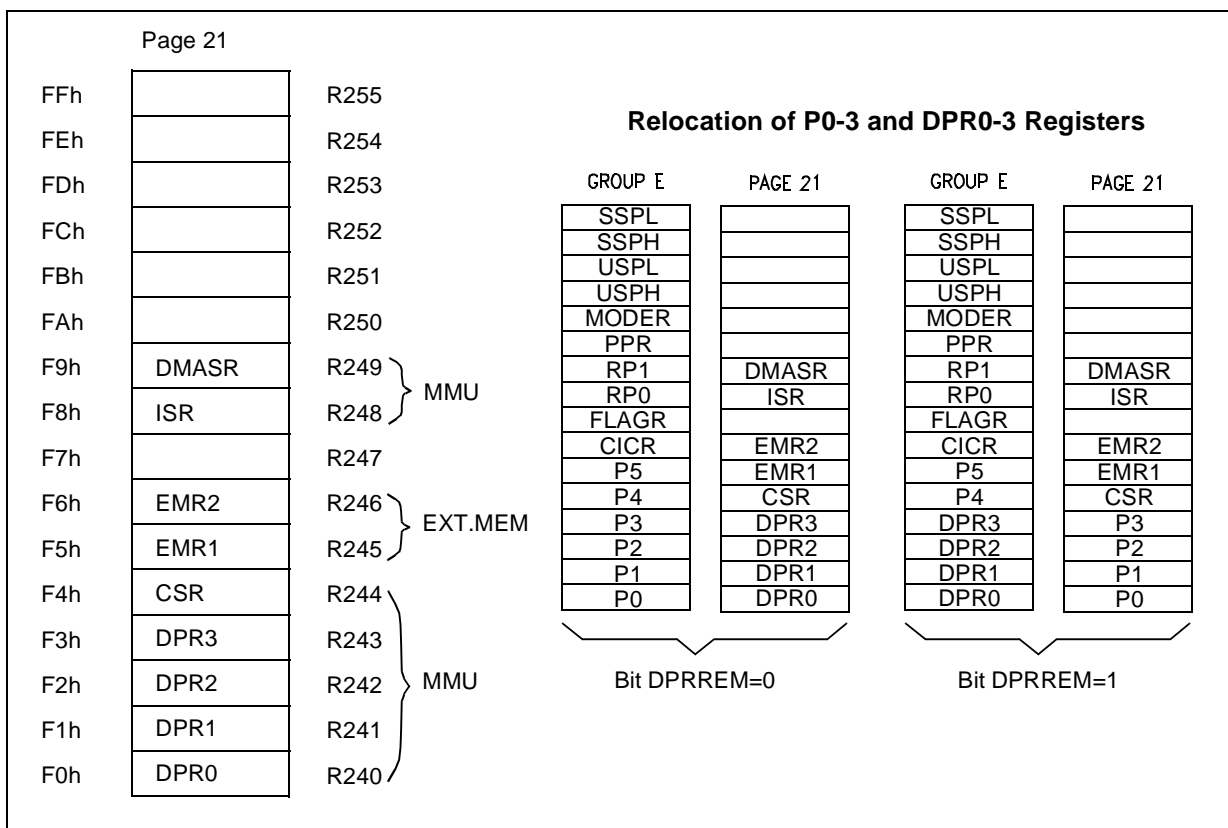 Page 21
FFh R255
FEh R254
FDh R253
FCh R252
FBh R251
FAh R250
F9h DMASR R249
MMU
F8h ISR R248
F7h R247
F6h EMR2 R246
EXT.MEM
F5h EMR1 R245
F4h CSR R244
F3h DPR3 R243
F2h DPR2 R242 MMU
F1h DPR1 R241
F0h DPR0 R240
Relocation of P0-3 and DPR0-3 Registers
GROUP E PAGE 21 GROUP E PAGE 21
SSPL SSPL
SSPH SSPH
USPL USPL
USPH USPH
MODER MODER
PPR PPR
RP1 DMASR RP1 DMASR
RP0 ISR RP0 ISR
FLAGR FLAGR
CICR EMR2 CICR EMR2
P5 EMR1 P5 EMR1
P4 CSR P4 CSR
P3 DPR3 DPR3 P3
P2 DPR2 DPR2 P2
P1 DPR1 DPR1 P1
P0 DPR0 DPR0 P0
Bit DPRREM=0 Bit DPRREM=1